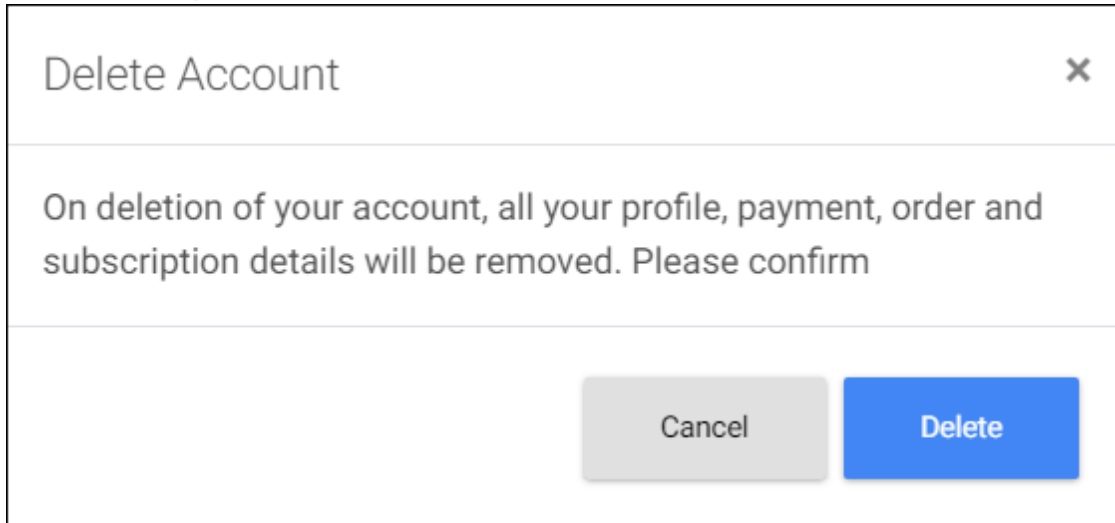 Delete Account
×
On deletion of your account, all your profile, payment, order and
subscription details will be removed. Please confirm
Cancel
Delete